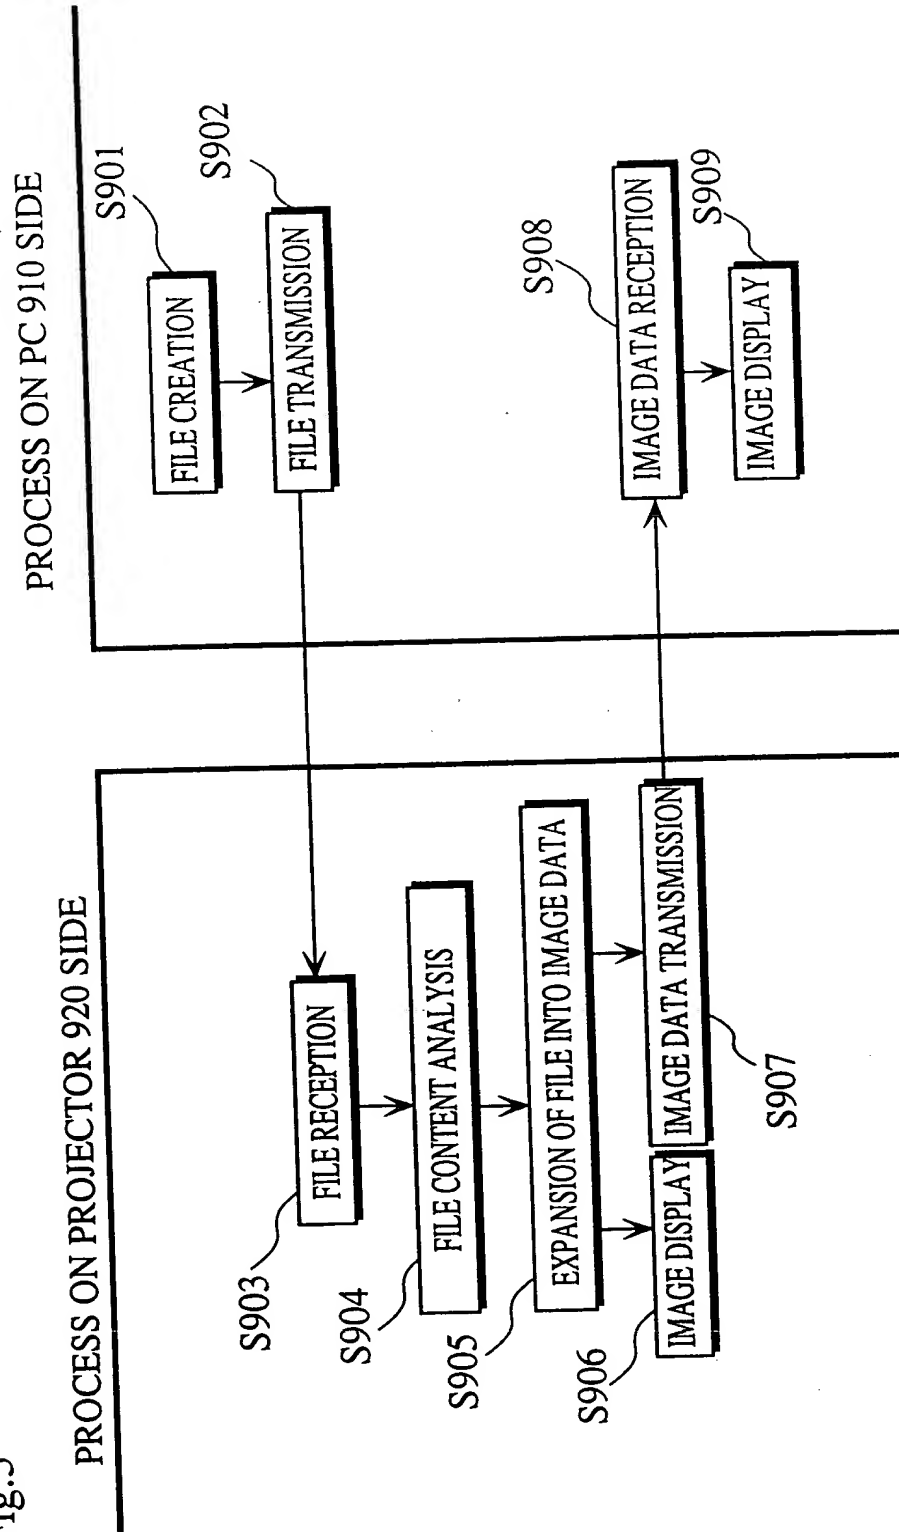 PROCESS ON PROJECTOR 920 SIDE
S903
FILE RECEPTION
S904
FILE CONTENT ANALYSIS
S905
EXPANSION OF FILE INTO IMAGE DATA
S906
IMAGE DISPLAY
IMAGE DATA TRANSMISSION
S907
PROCESS ON PC 910 SIDE
S901
FILE CREATION
S902
FILE TRANSMISSION
S908
IMAGE DATA RECEPTION
S909
IMAGE DISPLAY